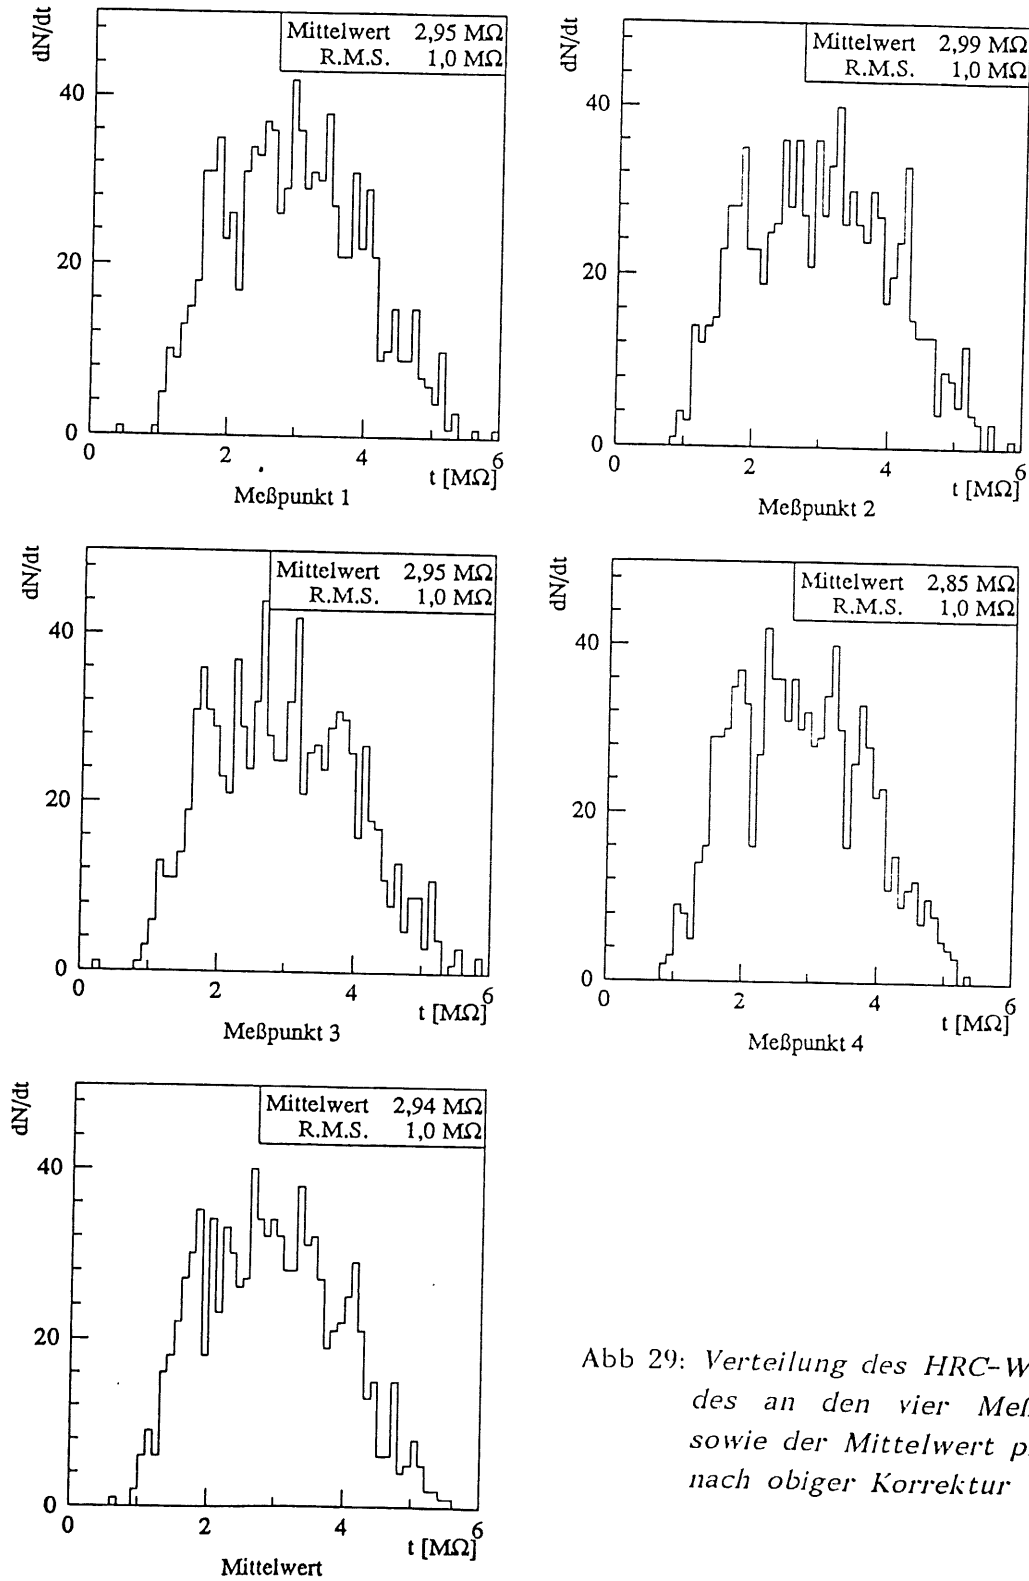 dN/dt
Mittelwert 2,95 MΩ
R.M.S. 1,0 MΩ
40
20
0
0 2 4 6
t [MΩ]
Meßpunkt 1
dN/dt
Mittelwert 2,99 MΩ
R.M.S. 1,0 MΩ
40
20
0
0 2 4 6
t [MΩ]
Meßpunkt 2
dN/dt
Mittelwert 2,95 MΩ
R.M.S. 1,0 MΩ
40
20
0
0 2 4 6
t [MΩ]
Meßpunkt 3
dN/dt
Mittelwert 2,85 MΩ
R.M.S. 1,0 MΩ
40
20
0
0 2 4 6
t [MΩ]
Meßpunkt 4
dN/dt
Mittelwert 2,94 MΩ
R.M.S. 1,0 MΩ
40
20
0
0 2 4 6
t [MΩ]
Mittelwert
Abb 29: Verteilung des HRC-W
des an den vier Meß
sowie der Mittelwert p
nach obiger Korrektur